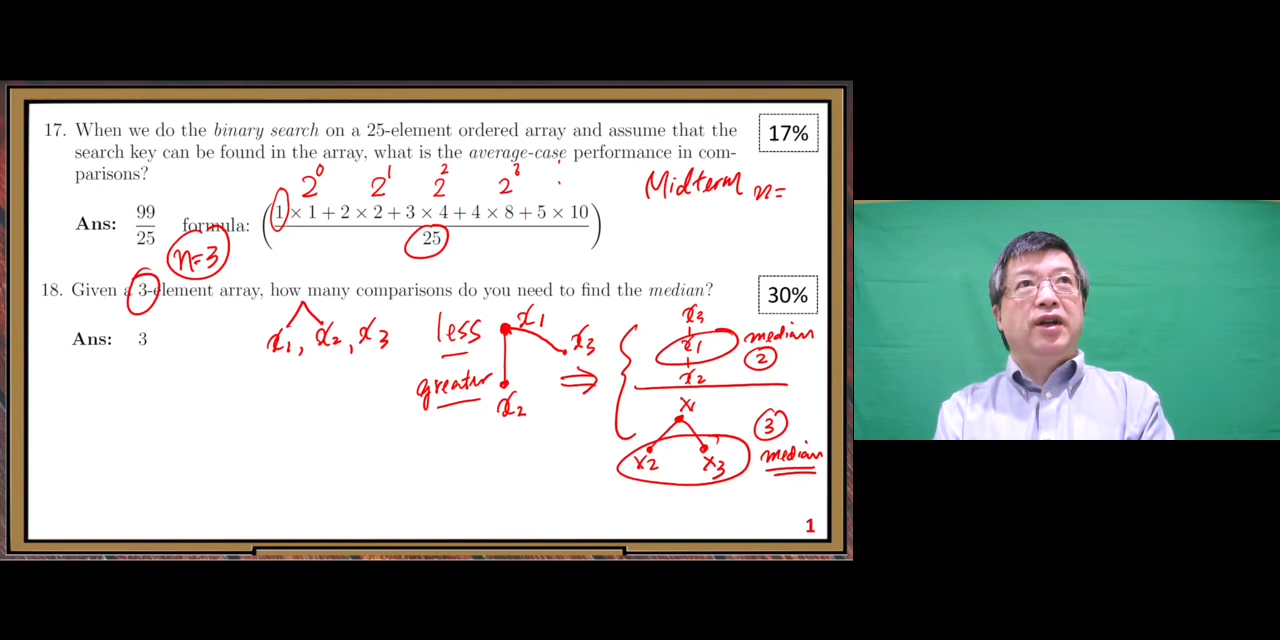 17. When we do the binary search on a 25-element ordered array and assume that the
search key can be found in the array, what is the average-case performance in com-
parisons?
17%
2^0 2^1 2^2 2^3 :
Midterm n=
Ans: 99/25 formula: ( (1 × 1 + 2 × 2 + 3 × 4 + 4 × 8 + 5 × 10) / 25 )
n=3
18. Given a 3-element array, how many comparisons do you need to find the median?
30%
Ans: 3
x1, x2, x3
less
greater
x1
x3
x2
⇒
x3
x1
x2
median
2
x1
x2 x3
3
median
1